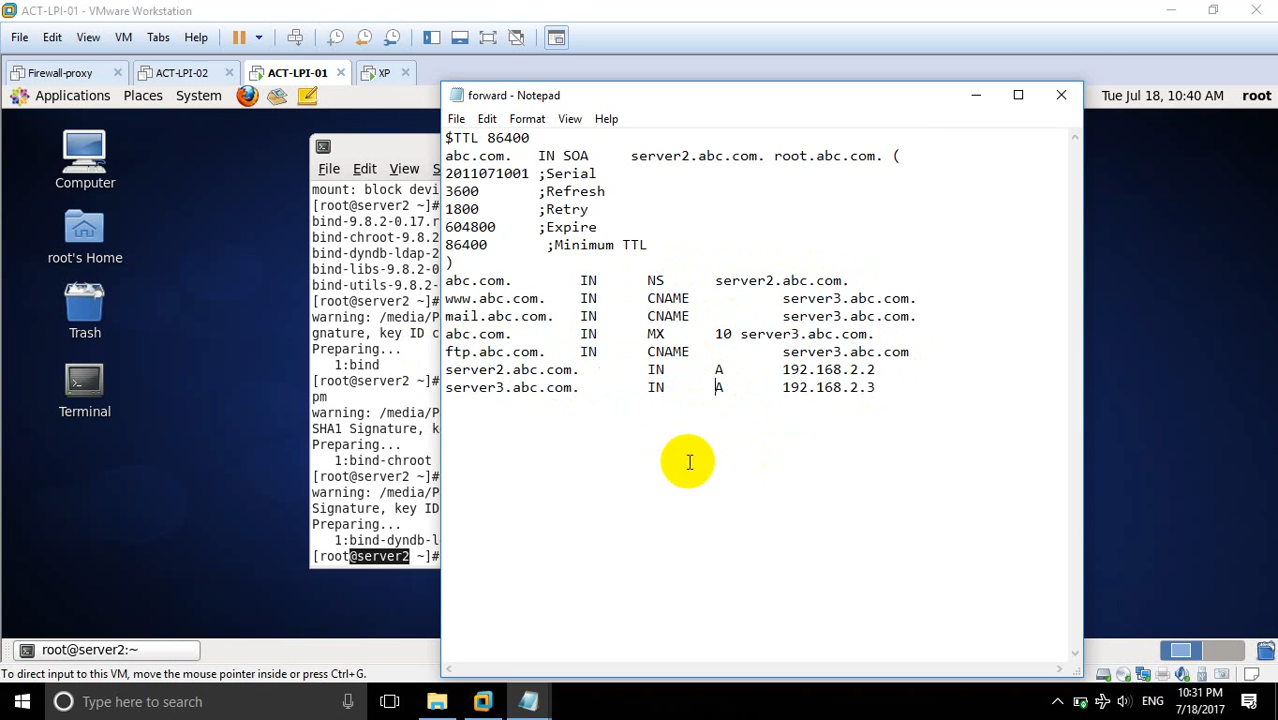 ACT-LPI-01 - VMware Workstation
File Edit View VM Tabs Help
Firewall-proxy ACT-LPI-02 ACT-LPI-01 XP
Applications Places System
Tue Jul 18, 10:40 AM root
Computer
root's Home
Trash
Terminal
File Edit View S
mount: block devi
[root@server2 ~]#
bind-9.8.2-0.17.r
bind-chroot-9.8.2
bind-dyndb-ldap-2
bind-libs-9.8.2-0
bind-utils-9.8.2-
[root@server2 ~]#
warning: /media/P
gnature, key ID c
Preparing...
1:bind
[root@server2 ~]#
pm
warning: /media/P
SHA1 Signature, k
Preparing...
1:bind-chroot
[root@server2 ~]#
warning: /media/P
Signature, key ID
Preparing...
1:bind-dyndb-l
[root@server2 ~]#
forward - Notepad
File Edit Format View Help
$TTL 86400
abc.com. IN SOA server2.abc.com. root.abc.com. (
2011071001 ;Serial
3600 ;Refresh
1800 ;Retry
604800 ;Expire
86400 ;Minimum TTL
)
abc.com. IN NS server2.abc.com.
www.abc.com. IN CNAME server3.abc.com.
mail.abc.com. IN CNAME server3.abc.com.
abc.com. IN MX 10 server3.abc.com.
ftp.abc.com. IN CNAME server3.abc.com
server2.abc.com. IN A 192.168.2.2
server3.abc.com. IN A 192.168.2.3
root@server2:~
To direct input to this VM, move the mouse pointer inside or press Ctrl+G.
Type here to search
ENG
10:31 PM
7/18/2017